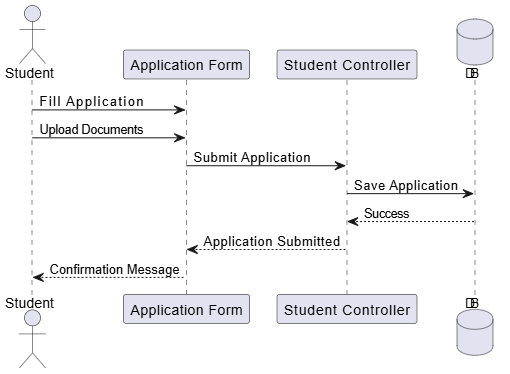 Student
Application Form
Student Controller
DB
Fill Application
Upload Documents
Submit Application
Save Application
Success
Application Submitted
Confirmation Message
Student
Application Form
Student Controller
DB